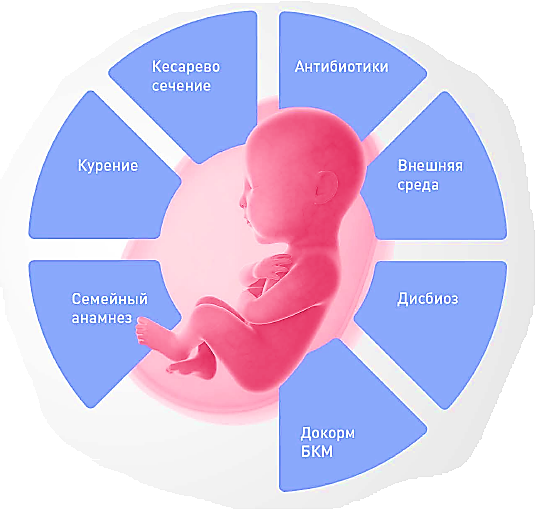 Кесарево
сечение
Антибиотики
Курение
Внешняя
среда
Семейный
анамнез
Дисбиоз
Докорм
БКМ